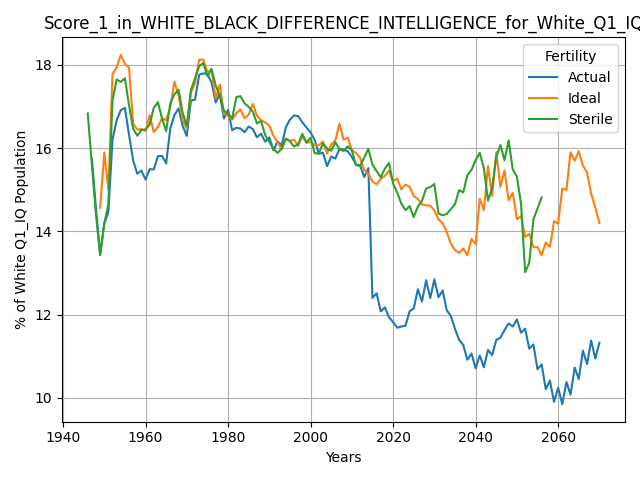 Score_1_in_WHITE_BLACK_DIFFERENCE_INTELLIGENCE_for_White_Q1_IQ
% of White Q1_IQ Population
18
16
14
12
10
Fertility
Actual
Ideal
Sterile
1940 1960 1980 2000 2020 2040 2060
Years